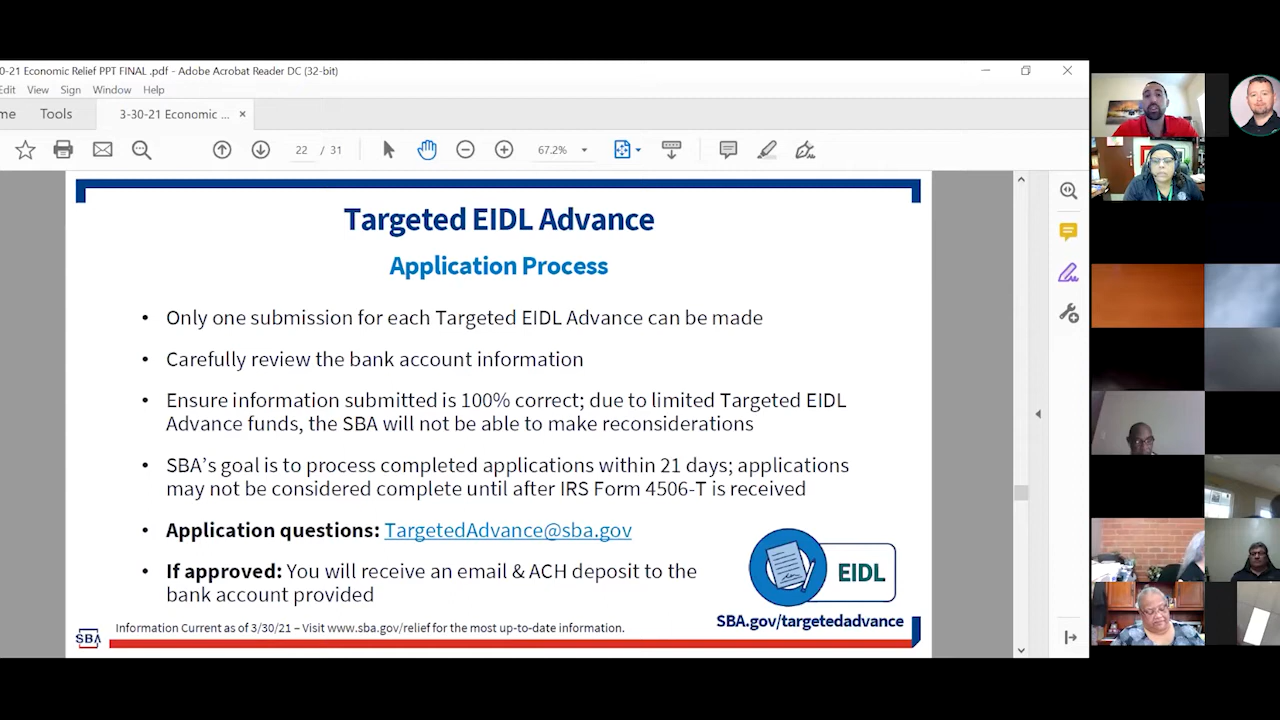 0-21 Economic Relief PPT FINAL .pdf - Adobe Acrobat Reader DC (32-bit)
Edit View Sign Window Help
me Tools 3-30-21 Economic ... ×
22 / 31 67.2%
Targeted EIDL Advance
Application Process
• Only one submission for each Targeted EIDL Advance can be made
• Carefully review the bank account information
• Ensure information submitted is 100% correct; due to limited Targeted EIDL
Advance funds, the SBA will not be able to make reconsiderations
• SBA's goal is to process completed applications within 21 days; applications
may not be considered complete until after IRS Form 4506-T is received
• Application questions: TargetedAdvance@sba.gov
• If approved: You will receive an email & ACH deposit to the
bank account provided
EIDL
SBA.gov/targetedadvance
SBA
Information Current as of 3/30/21 – Visit www.sba.gov/relief for the most up-to-date information.